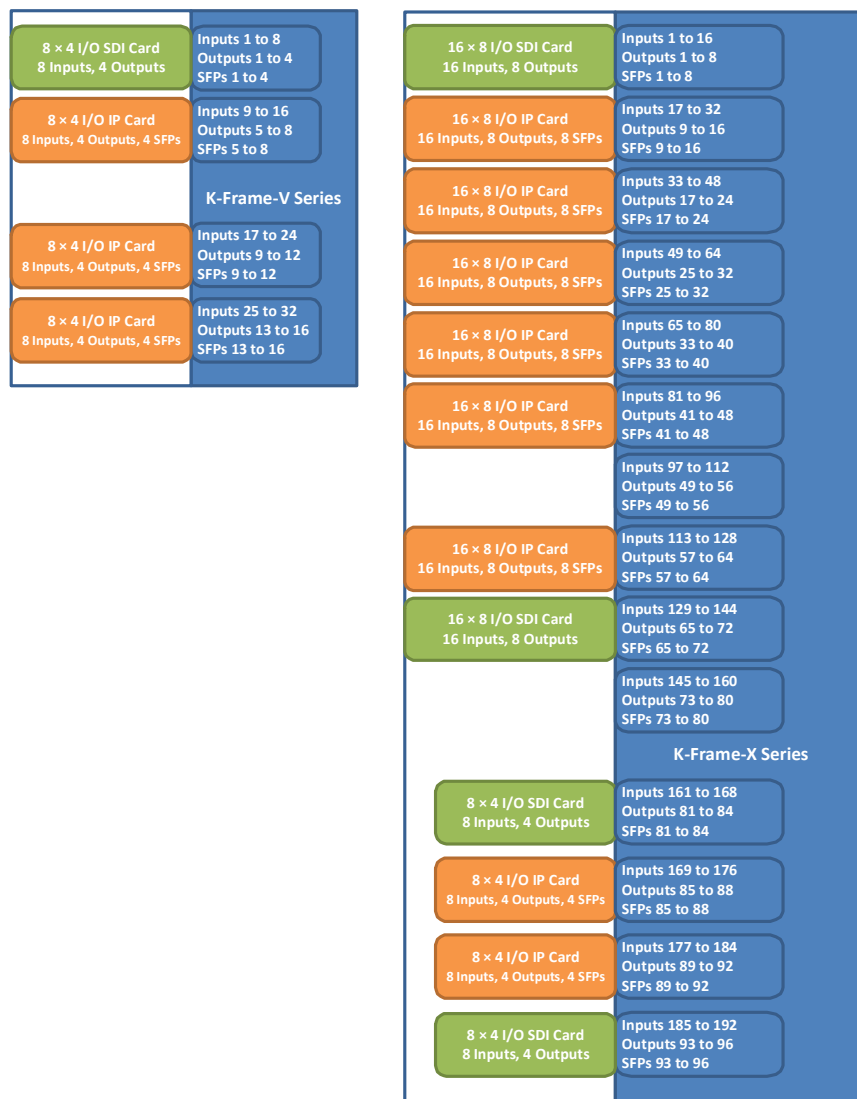 8 × 4 I/O SDI Card
8 Inputs, 4 Outputs
Inputs 1 to 8
Outputs 1 to 4
SFPs 1 to 4
8 × 4 I/O IP Card
8 Inputs, 4 Outputs, 4 SFPs
Inputs 9 to 16
Outputs 5 to 8
SFPs 5 to 8
K-Frame-V Series
8 × 4 I/O IP Card
8 Inputs, 4 Outputs, 4 SFPs
Inputs 17 to 24
Outputs 9 to 12
SFPs 9 to 12
8 × 4 I/O IP Card
8 Inputs, 4 Outputs, 4 SFPs
Inputs 25 to 32
Outputs 13 to 16
SFPs 13 to 16
16 × 8 I/O SDI Card
16 Inputs, 8 Outputs
Inputs 1 to 16
Outputs 1 to 8
SFPs 1 to 8
16 × 8 I/O IP Card
16 Inputs, 8 Outputs, 8 SFPs
Inputs 17 to 32
Outputs 9 to 16
SFPs 9 to 16
16 × 8 I/O IP Card
16 Inputs, 8 Outputs, 8 SFPs
Inputs 33 to 48
Outputs 17 to 24
SFPs 17 to 24
16 × 8 I/O IP Card
16 Inputs, 8 Outputs, 8 SFPs
Inputs 49 to 64
Outputs 25 to 32
SFPs 25 to 32
16 × 8 I/O IP Card
16 Inputs, 8 Outputs, 8 SFPs
Inputs 65 to 80
Outputs 33 to 40
SFPs 33 to 40
16 × 8 I/O IP Card
16 Inputs, 8 Outputs, 8 SFPs
Inputs 81 to 96
Outputs 41 to 48
SFPs 41 to 48
Inputs 97 to 112
Outputs 49 to 56
SFPs 49 to 56
16 × 8 I/O IP Card
16 Inputs, 8 Outputs, 8 SFPs
Inputs 113 to 128
Outputs 57 to 64
SFPs 57 to 64
16 × 8 I/O SDI Card
16 Inputs, 8 Outputs
Inputs 129 to 144
Outputs 65 to 72
SFPs 65 to 72
Inputs 145 to 160
Outputs 73 to 80
SFPs 73 to 80
K-Frame-X Series
8 × 4 I/O SDI Card
8 Inputs, 4 Outputs
Inputs 161 to 168
Outputs 81 to 84
SFPs 81 to 84
8 × 4 I/O IP Card
8 Inputs, 4 Outputs, 4 SFPs
Inputs 169 to 176
Outputs 85 to 88
SFPs 85 to 88
8 × 4 I/O IP Card
8 Inputs, 4 Outputs, 4 SFPs
Inputs 177 to 184
Outputs 89 to 92
SFPs 89 to 92
8 × 4 I/O SDI Card
8 Inputs, 4 Outputs
Inputs 185 to 192
Outputs 93 to 96
SFPs 93 to 96